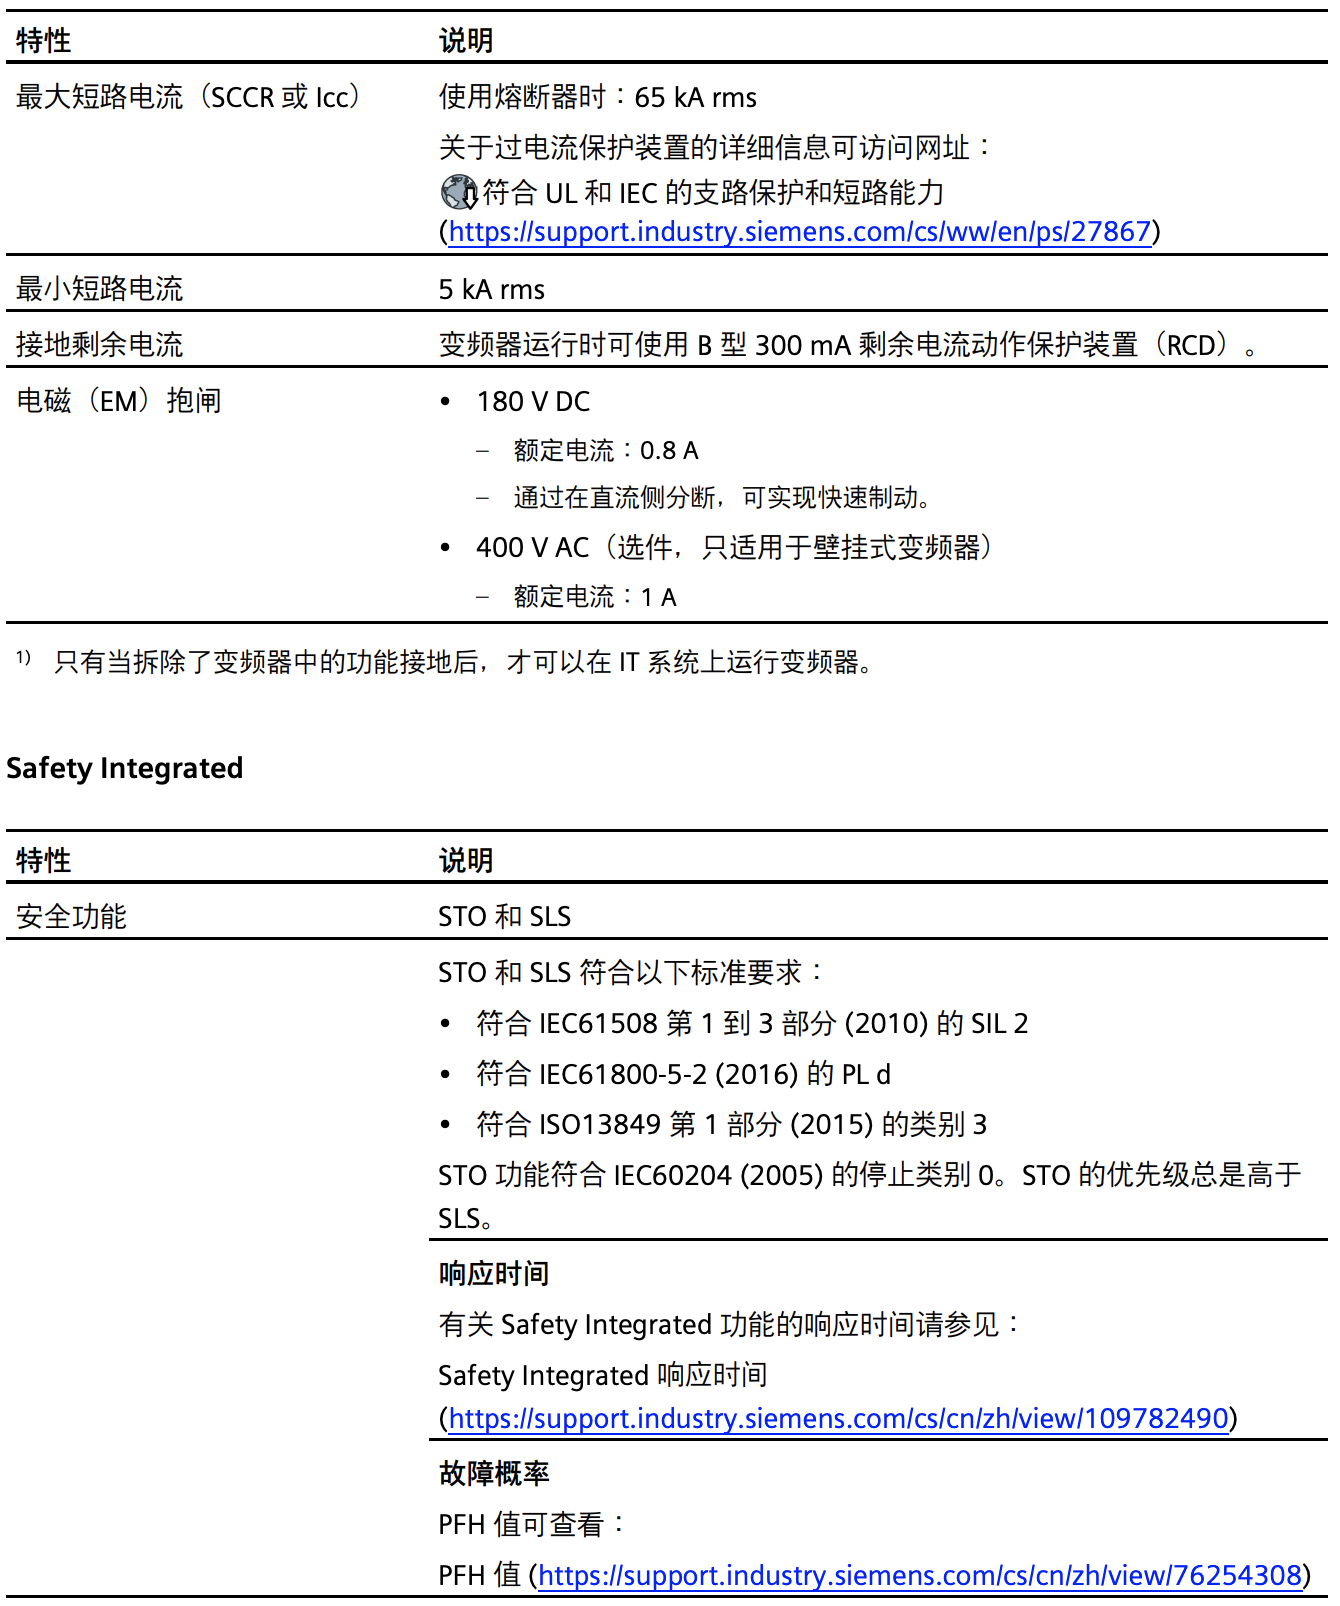 特性 说明
最大短路电流（SCCR 或 Icc） 使用熔断器时：65 kA rms
关于过电流保护装置的详细信息可访问网址：
符合 UL 和 IEC 的支路保护和短路能力
(https://support.industry.siemens.com/cs/ww/en/ps/27867)
最小短路电流 5 kA rms
接地剩余电流 变频器运行时可使用 B 型 300 mA 剩余电流动作保护装置（RCD）。
电磁（EM）抱闸 • 180 V DC
– 额定电流：0.8 A
– 通过在直流侧分断，可实现快速制动。
• 400 V AC（选件，只适用于壁挂式变频器）
– 额定电流：1 A
1) 只有当拆除了变频器中的功能接地后，才可以在 IT 系统上运行变频器。
Safety Integrated
特性 说明
安全功能 STO 和 SLS
STO 和 SLS 符合以下标准要求：
• 符合 IEC61508 第 1 到 3 部分 (2010) 的 SIL 2
• 符合 IEC61800-5-2 (2016) 的 PL d
• 符合 ISO13849 第 1 部分 (2015) 的类别 3
STO 功能符合 IEC60204 (2005) 的停止类别 0。STO 的优先级总是高于
SLS。
响应时间
有关 Safety Integrated 功能的响应时间请参见：
Safety Integrated 响应时间
(https://support.industry.siemens.com/cs/cn/zh/view/109782490)
故障概率
PFH 值可查看：
PFH 值 (https://support.industry.siemens.com/cs/cn/zh/view/76254308)